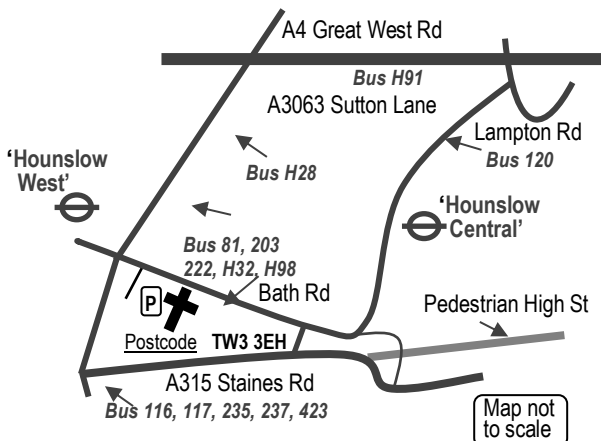 A4 Great West Rd
Bus H91
A3063 Sutton Lane
Lampton Rd
Bus 120
Bus H28
'Hounslow
West'
'Hounslow
Central'
Bus 81, 203
222, H32, H98
Bath Rd
P
Pedestrian High St
Postcode TW3 3EH
A315 Staines Rd
Bus 116, 117, 235, 237, 423
Map not
to scale